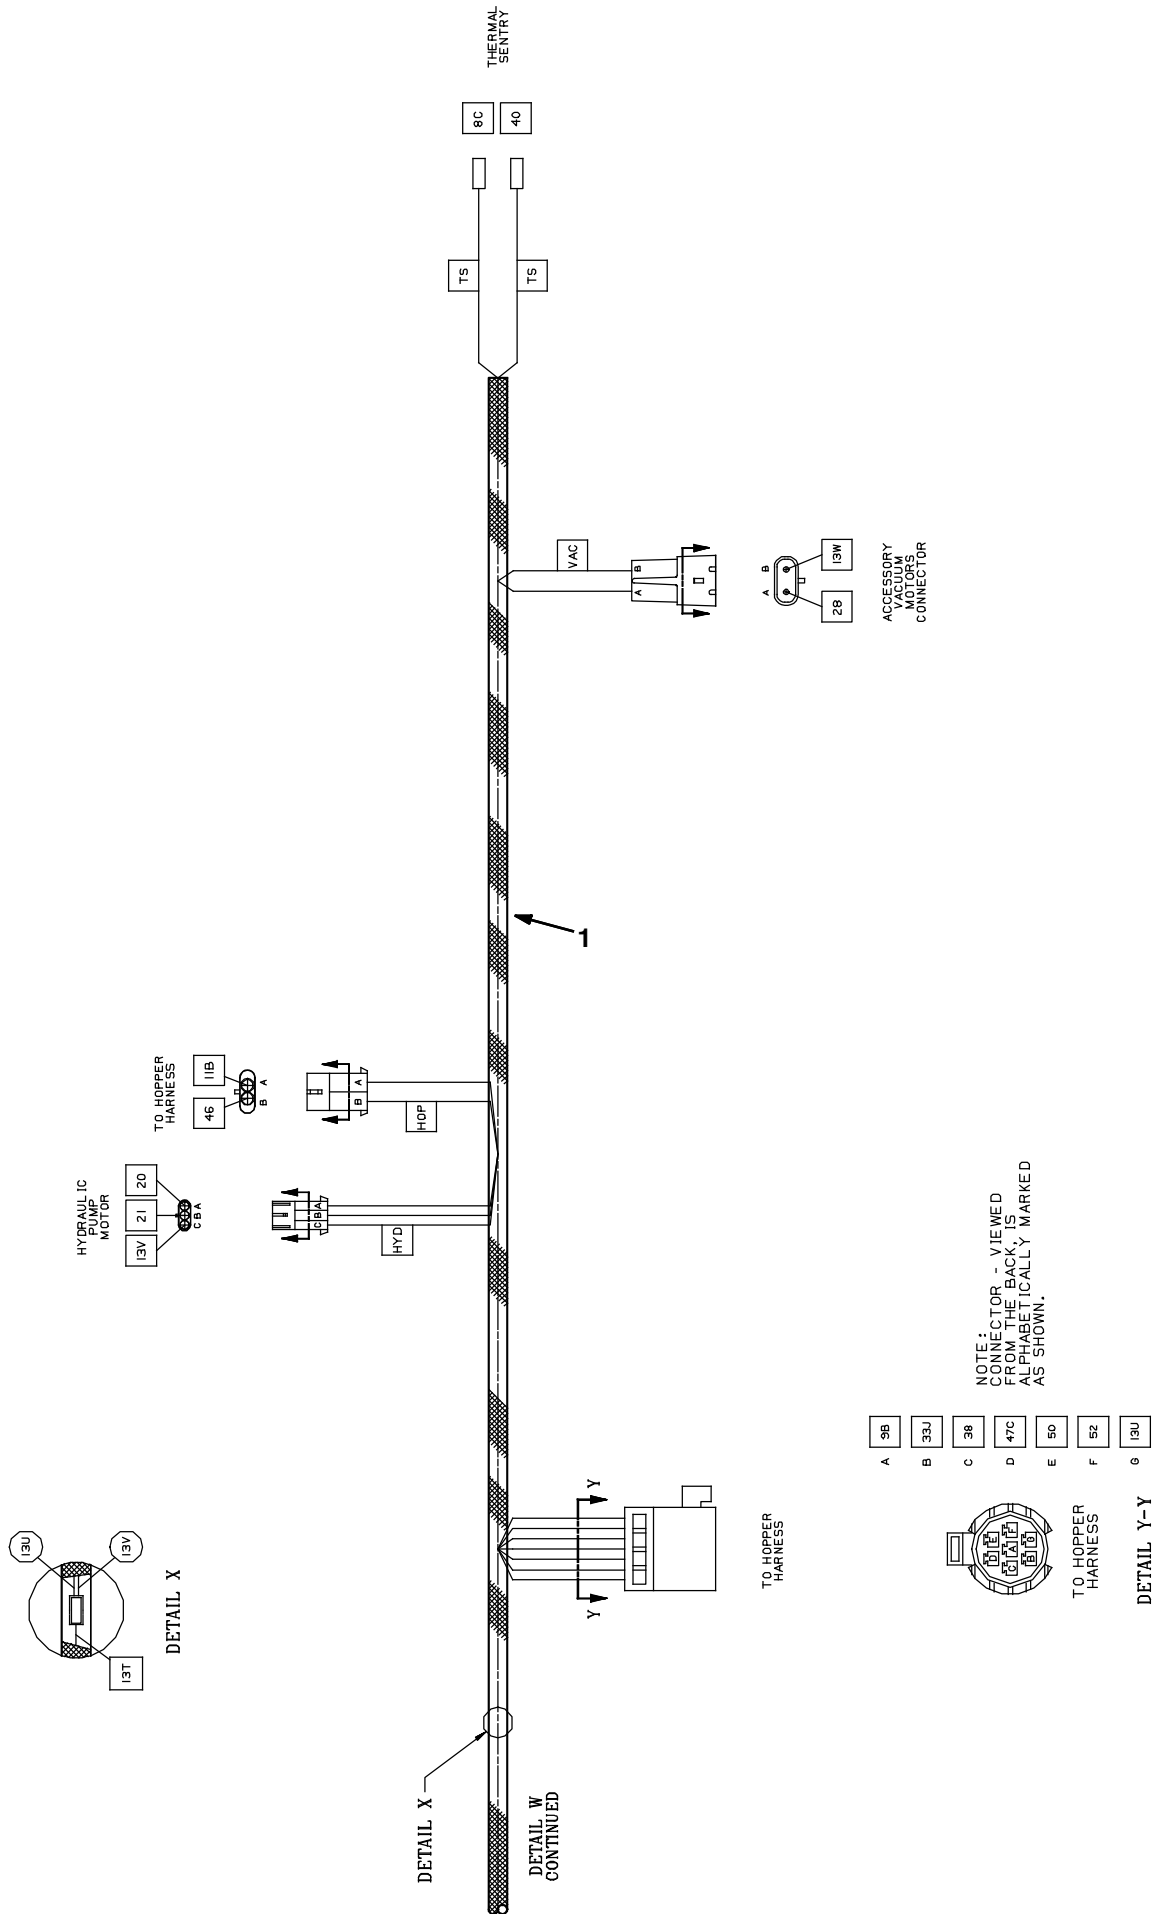 THERMAL
SENTRY
8C
40
TS
TS
VAC
A
B
A
B
28
13W
ACCESSORY
VACUUM
MOTORS
CONNECTOR
1
TO HOPPER
HARNESS
46
11B
B
A
B
A
HOP
HYDRAULIC
PUMP
MOTOR
13V
21
20
C B A
C B A
HYD
13U
13V
13T
DETAIL X
DETAIL X
DETAIL W
CONTINUED
Y
Y
TO HOPPER
HARNESS
NOTE:
CONNECTOR - VIEWED
FROM THE BACK, IS
ALPHABETICALLY MARKED
AS SHOWN.
A 9B
B 33J
C 38
D 47C
E 50
F 52
G 13U
D E
C A F
B G
TO HOPPER
HARNESS
DETAIL Y-Y